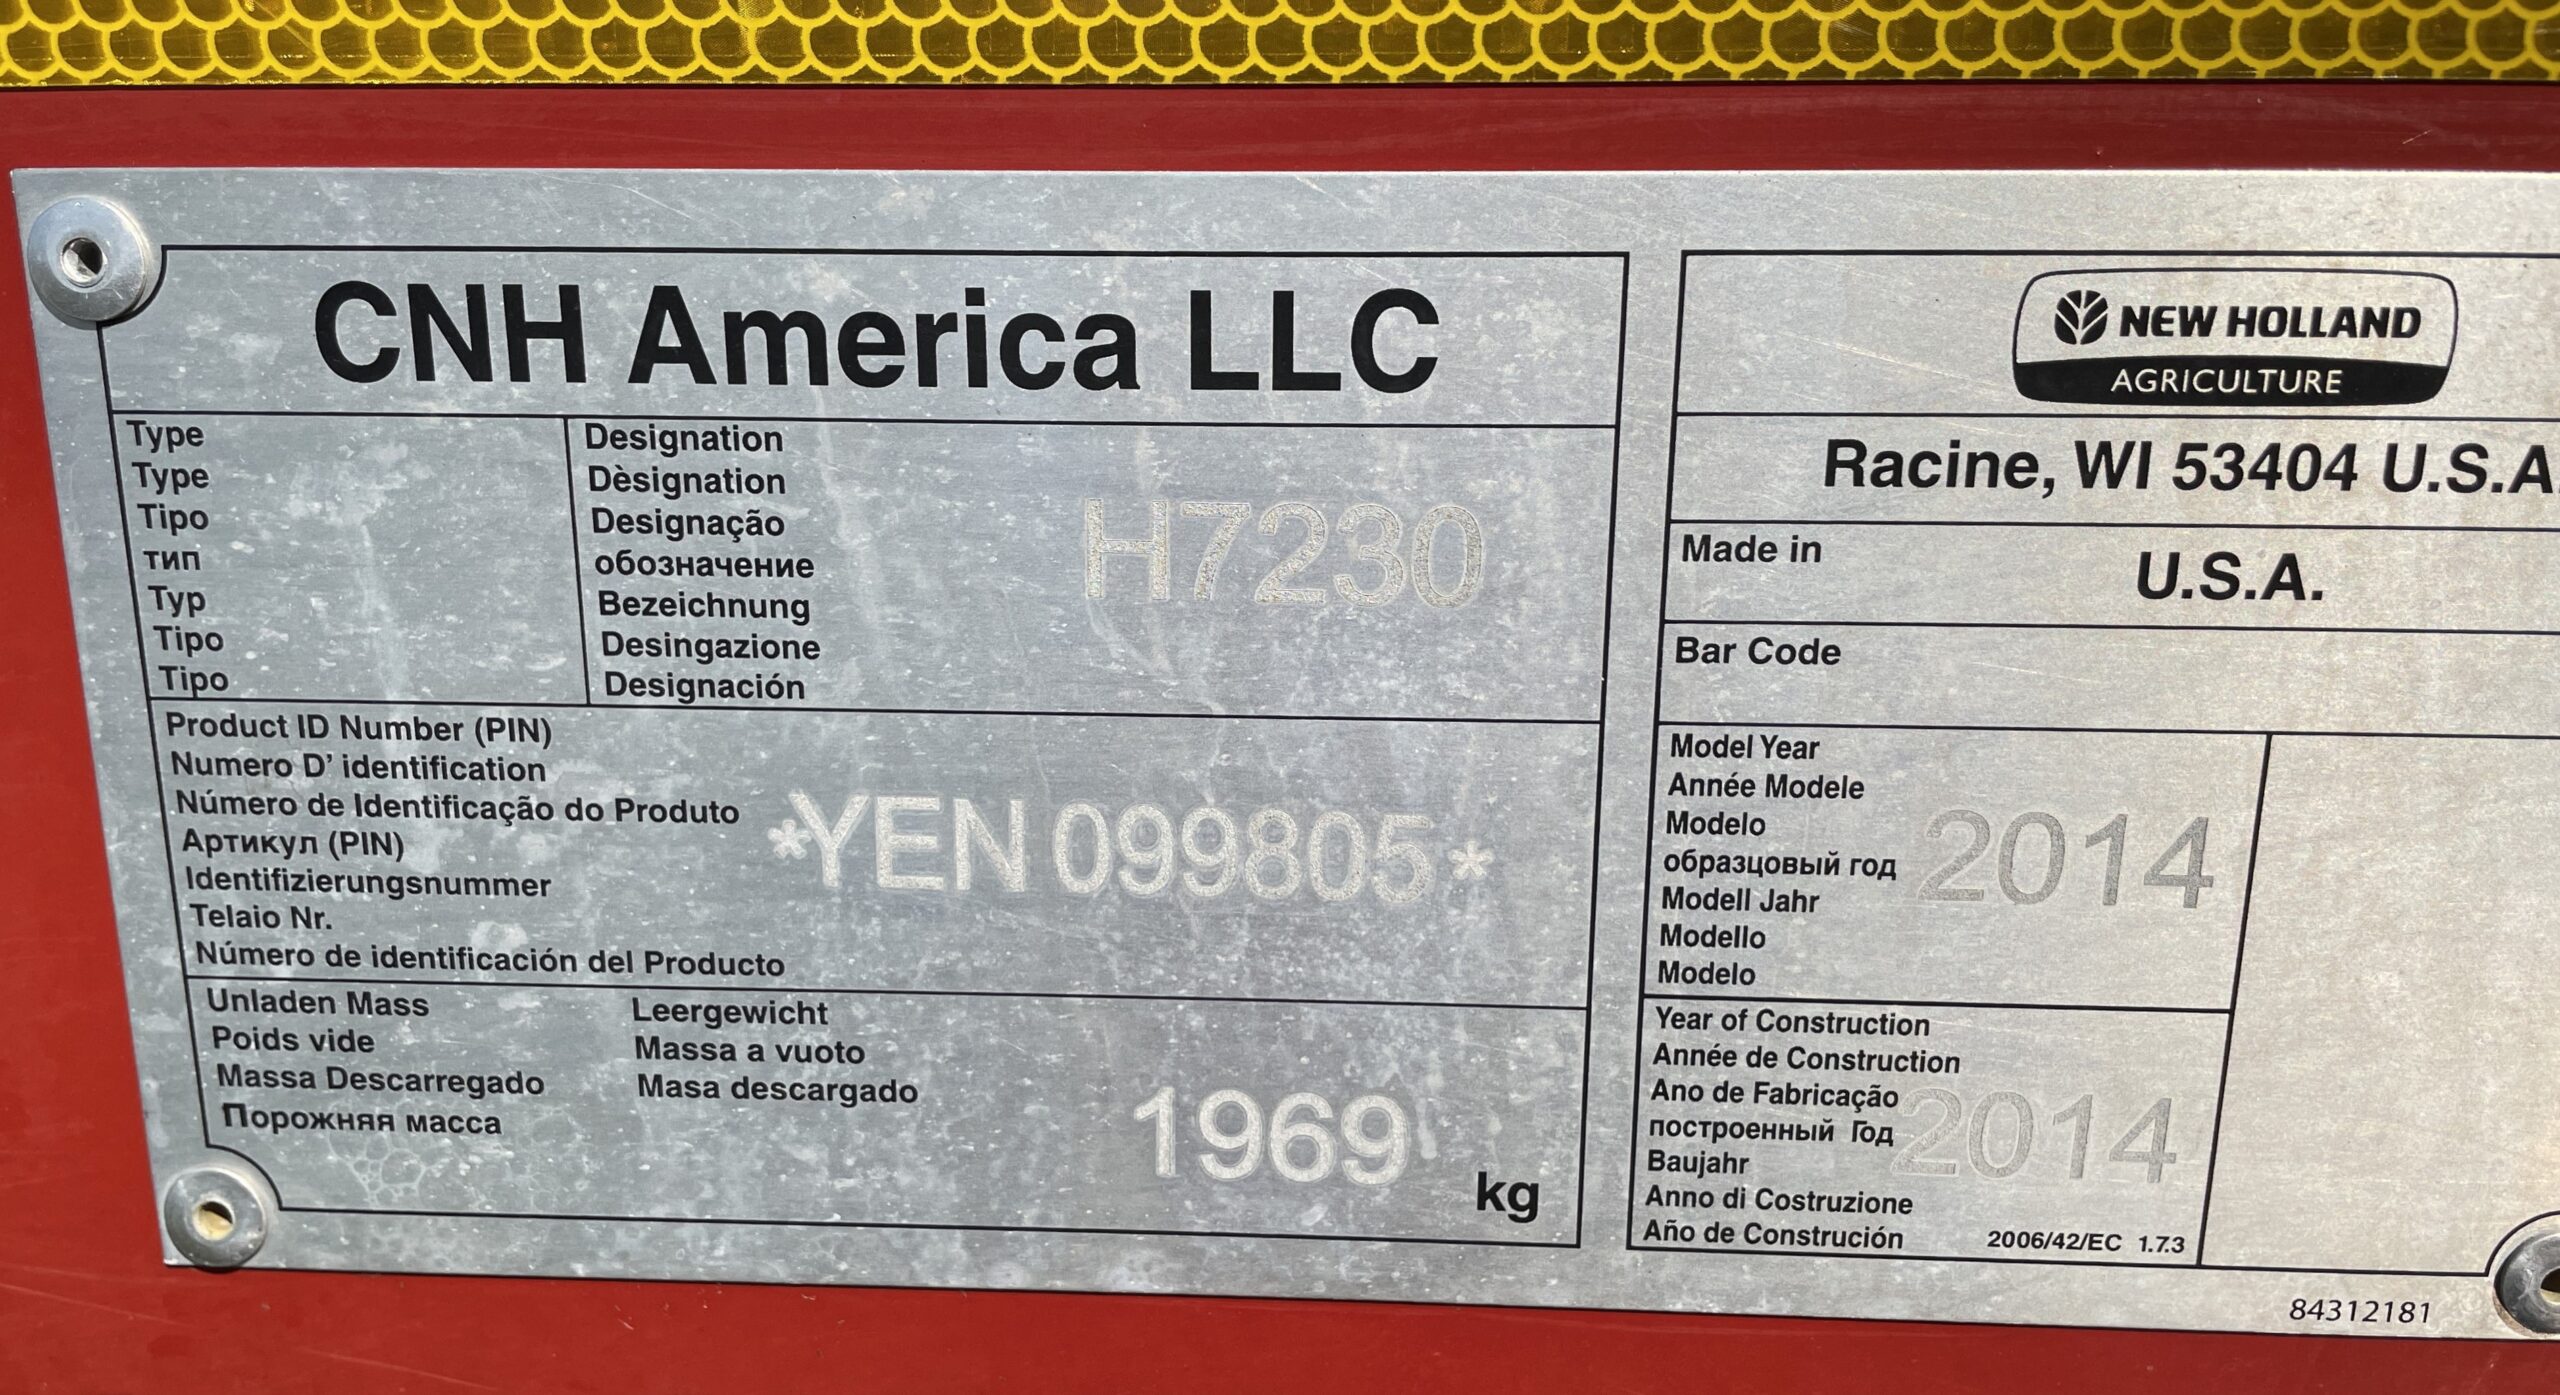 CNH America LLC
Type
Type
Tipo
тип
Typ
Tipo
Tipo
Designation
Dèsignation
Designação
обозначение
Bezeichnung
Desingazione
Designación
H7230
Product ID Number (PIN)
Numero D' identification
Número de Identificação do Produto
Артикул (PIN)
Identifizierungsnummer
Telaio Nr.
Número de identificación del Producto
*YEN099805*
Unladen Mass
Poids vide
Massa Descarregado
Порожняя масса
Leergewicht
Massa a vuoto
Masa descargado
1969 kg
NEW HOLLAND
AGRICULTURE
Racine, WI 53404 U.S.A.
Made in U.S.A.
Bar Code
Model Year
Année Modele
Modelo
образцовый год
Modell Jahr
Modello
Modelo
2014
Year of Construction
Année de Construction
Ano de Fabricação
построенный Год
Baujahr
Anno di Costruzione
Año de Construción
2014
2006/42/EC 1.7.3
84312181